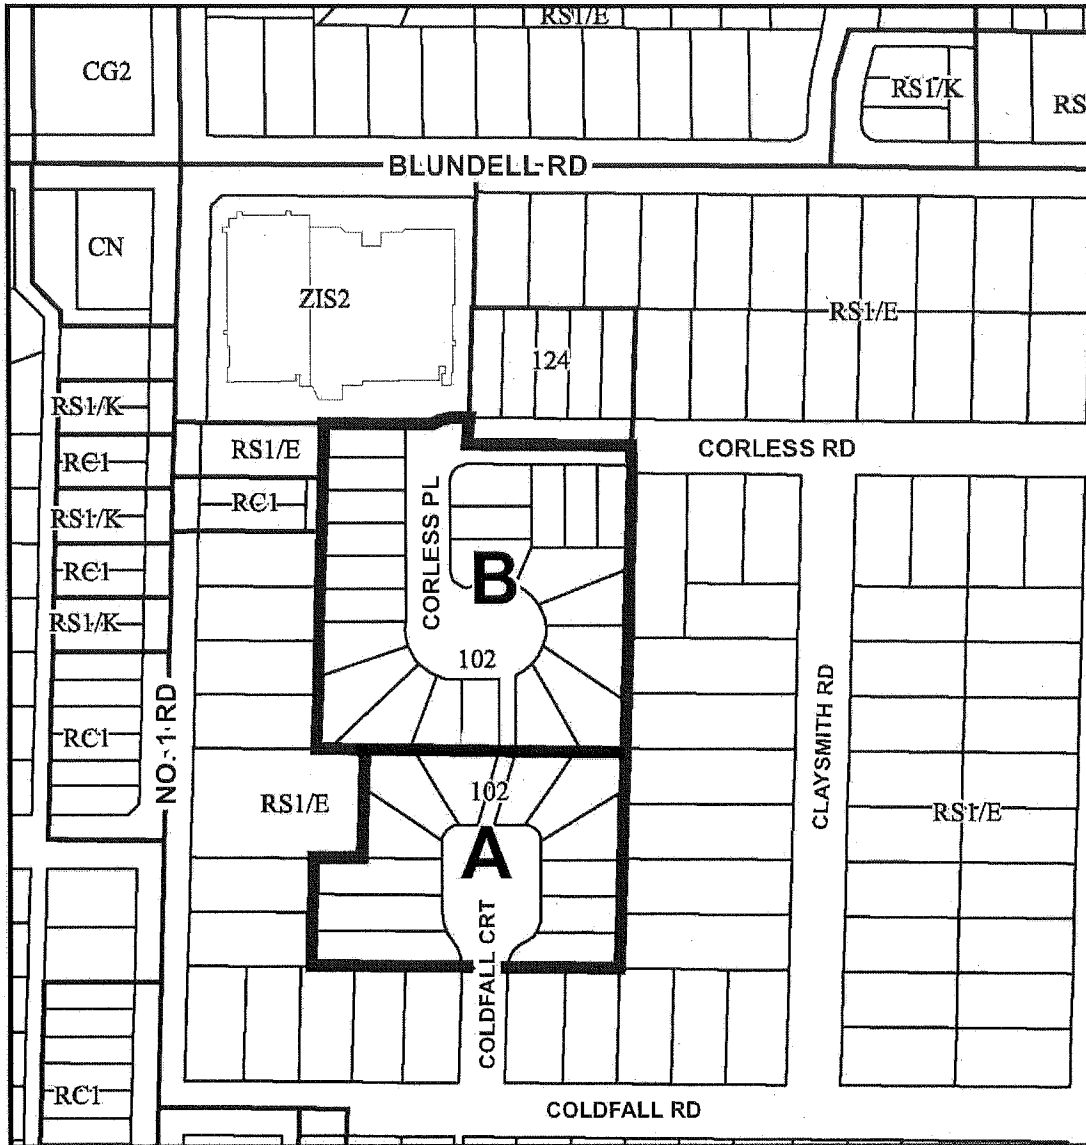 RS1/E
CG2
RS1/K
RS
BLUNDELL RD
CN
ZIS2
RS1/E
124
RS1/K
RS1/E
CORLESS RD
RC1
RC1
RS1/K
CORLESS PL
B
RC1
RS1/K
102
CLAYSMITH RD
RC1
NO. 1 RD
RS1/E
102
RS1/E
A
COLDFALL CRT
RC1
COLDFALL RD